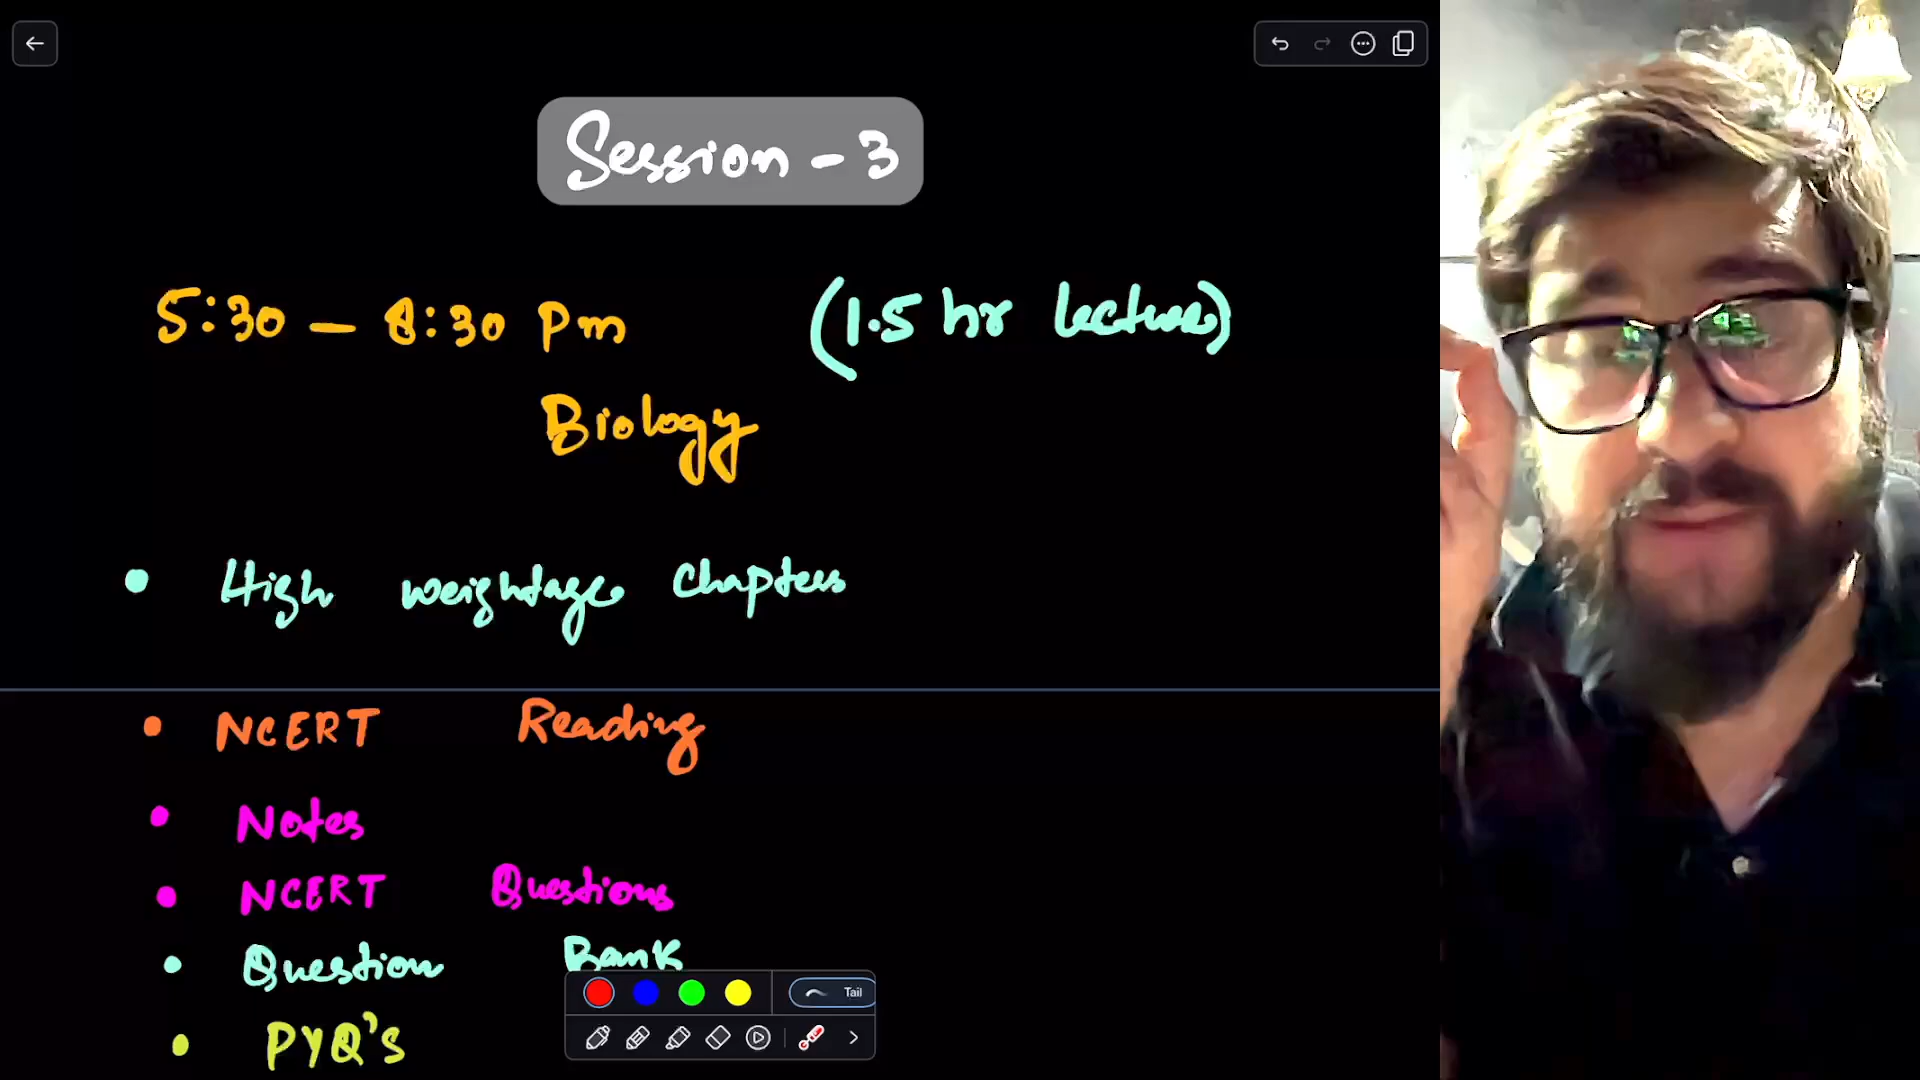 Session - 3
5:30 - 8:30 Pm (1.5 hr lectures)
Biology
• High weightage Chapters
• NCERT Reading
• Notes
• NCERT Questions
• Question Bank
• PYQ's
Tail